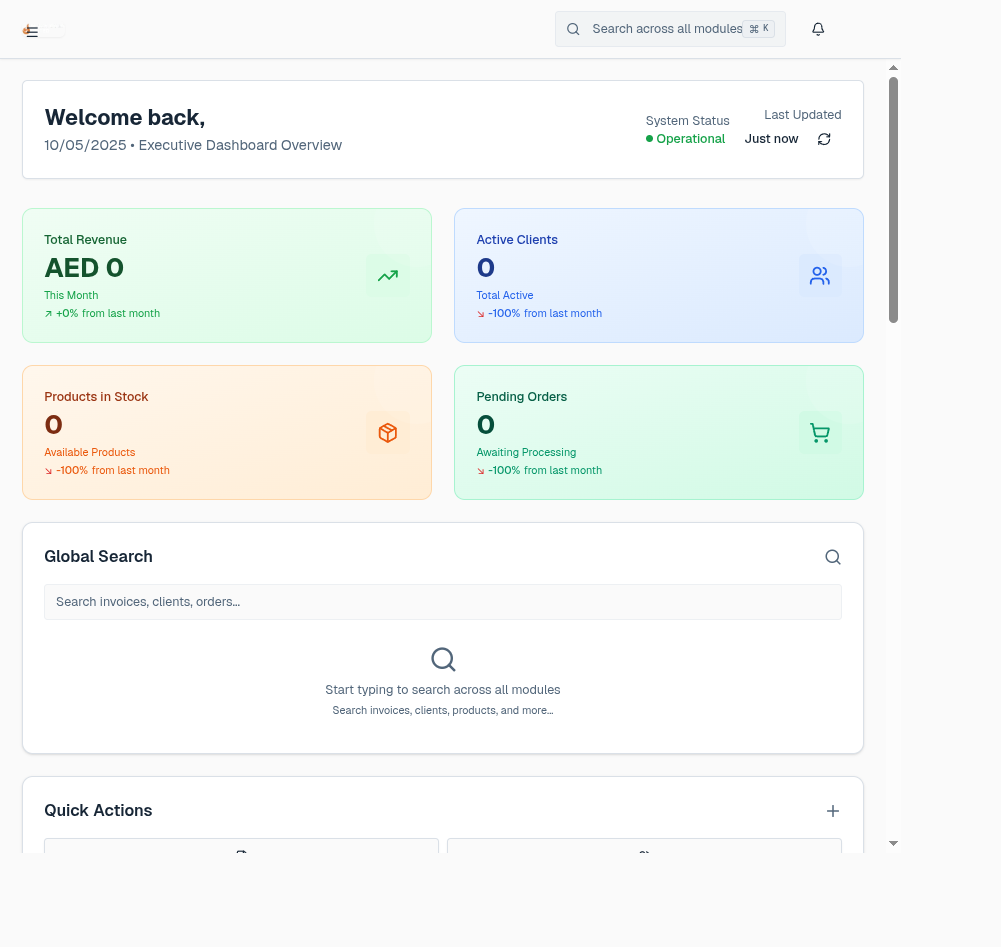 Search across all modules ⌘ K
Welcome back,
10/05/2025 • Executive Dashboard Overview
System Status
Operational
Last Updated
Just now
Total Revenue
AED 0
This Month
+0% from last month
Active Clients
0
Total Active
-100% from last month
Products in Stock
0
Available Products
-100% from last month
Pending Orders
0
Awaiting Processing
-100% from last month
Global Search
Search invoices, clients, orders...
Start typing to search across all modules
Search invoices, clients, products, and more...
Quick Actions